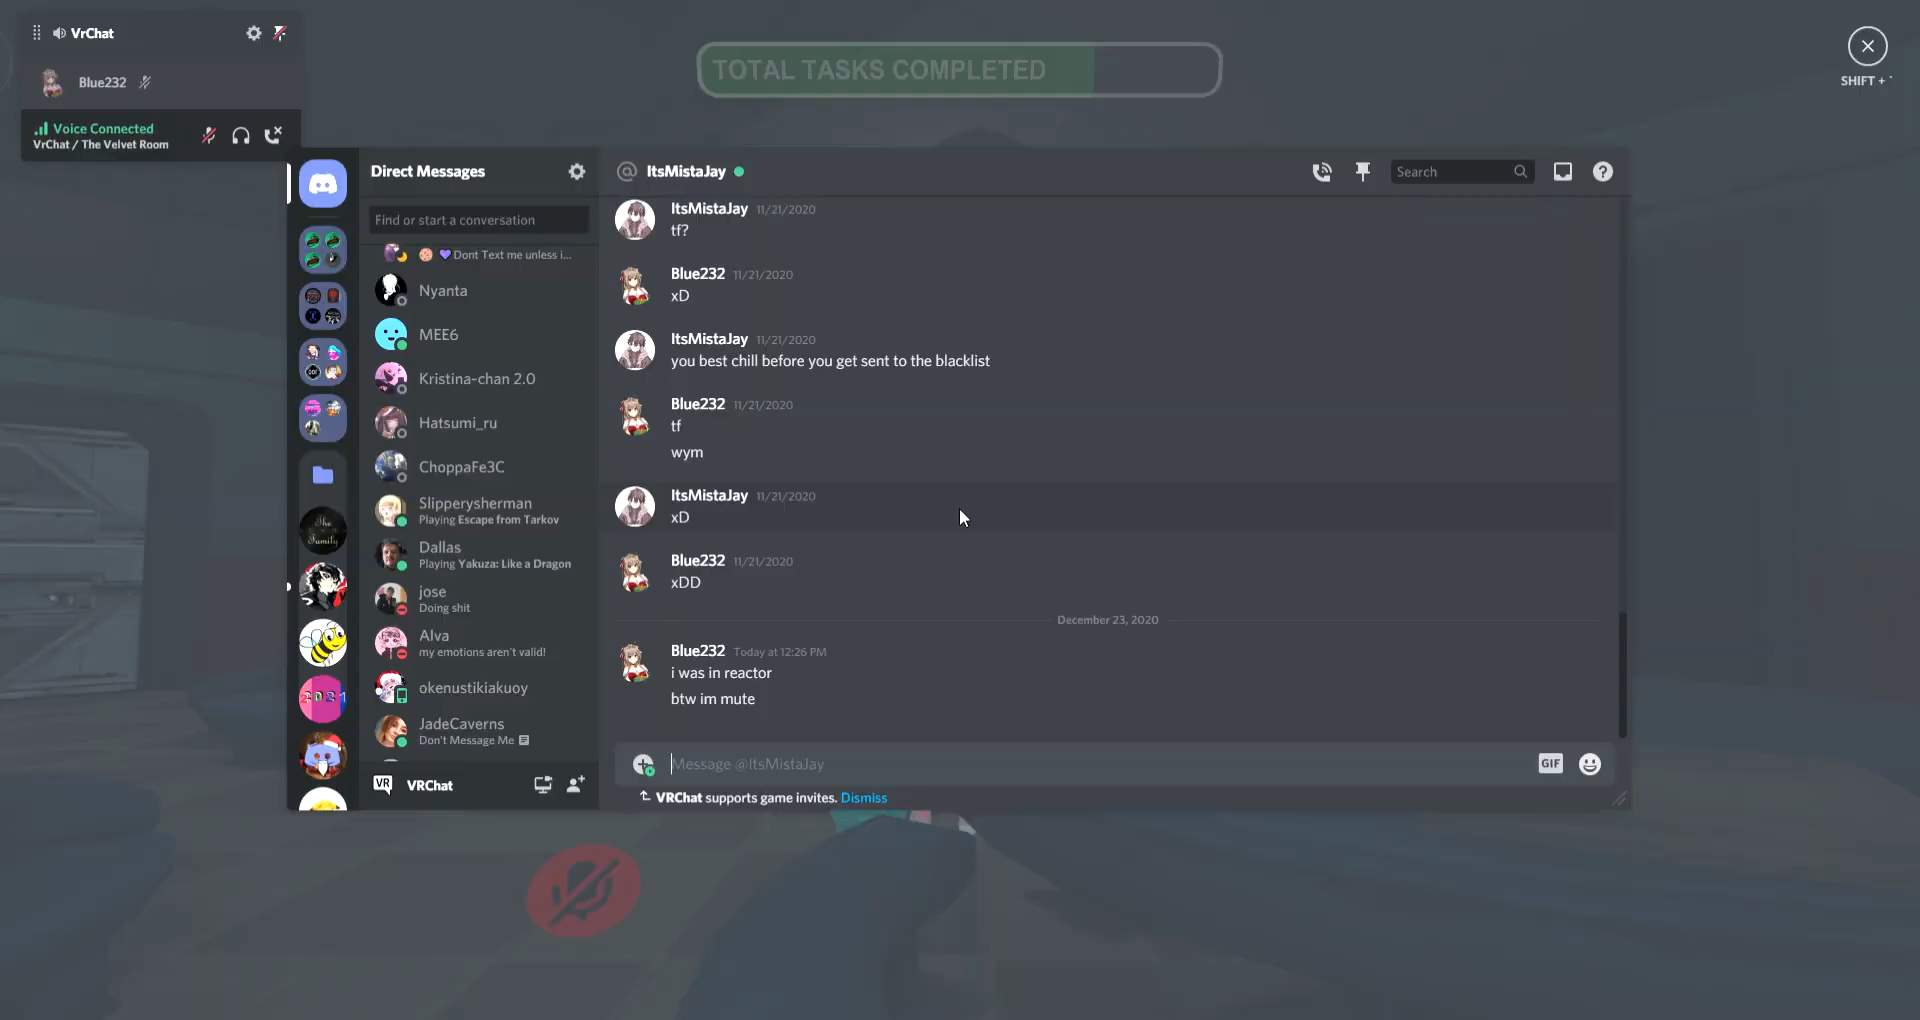 VrChat
Blue232
Voice Connected
VrChat / The Velvet Room
TOTAL TASKS COMPLETED
SHIFT + `
Direct Messages
Find or start a conversation
Dont Text me unless i...
Nyanta
MEE6
Kristina-chan 2.0
Hatsumi_ru
ChoppaFe3C
Slipperysherman
Playing Escape from Tarkov
Dallas
Playing Yakuza: Like a Dragon
jose
Doing shit
Alva
my emotions aren't valid!
okenustikiakuoy
JadeCaverns
Don't Message Me
VR VRChat
The
Family
2021
@ ItsMistaJay
Search
ItsMistaJay 11/21/2020
tf?
Blue232 11/21/2020
xD
ItsMistaJay 11/21/2020
you best chill before you get sent to the blacklist
Blue232 11/21/2020
tf
wym
ItsMistaJay 11/21/2020
xD
Blue232 11/21/2020
xDD
December 23, 2020
Blue232 Today at 12:26 PM
i was in reactor
btw im mute
Message @ItsMistaJay
GIF
VRChat supports game invites. Dismiss